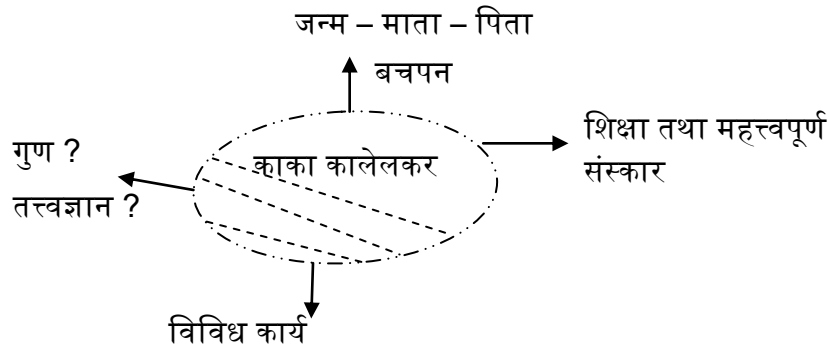 जन्म – माता – पिता
बचपन
शिक्षा तथा महत्त्वपूर्ण
संस्कार
काका कालेलकर
गुण ?
तत्त्वज्ञान ?
विविध कार्य